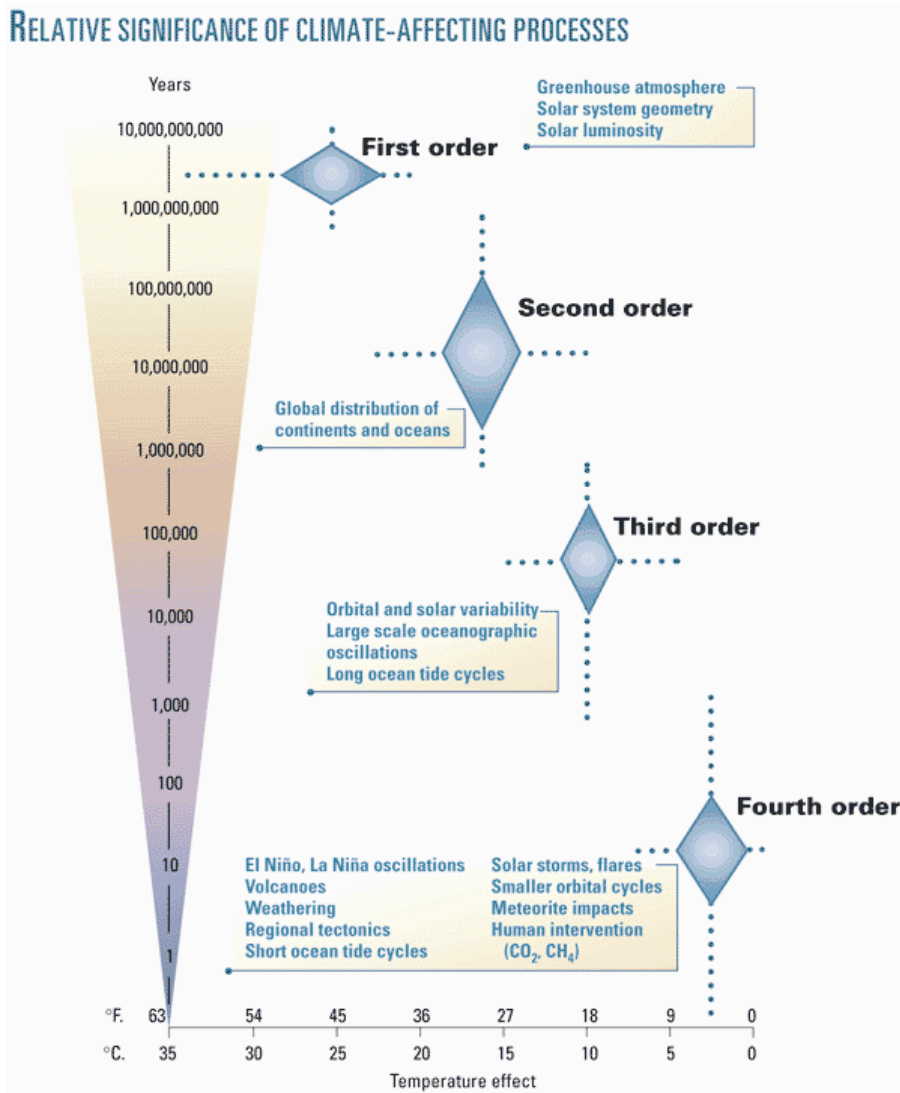 RELATIVE SIGNIFICANCE OF CLIMATE-AFFECTING PROCESSES
Years
10,000,000,000
1,000,000,000
100,000,000
10,000,000
1,000,000
100,000
10,000
1,000
100
10
1
Greenhouse atmosphere
Solar system geometry
Solar luminosity
First order
Second order
Global distribution of
continents and oceans
Third order
Orbital and solar variability
Large scale oceanographic
oscillations
Long ocean tide cycles
Fourth order
El Niño, La Niña oscillations
Volcanoes
Weathering
Regional tectonics
Short ocean tide cycles
Solar storms, flares
Smaller orbital cycles
Meteorite impacts
Human intervention
(CO₂, CH₄)
°F. 63 54 45 36 27 18 9 0
°C. 35 30 25 20 15 10 5 0
Temperature effect